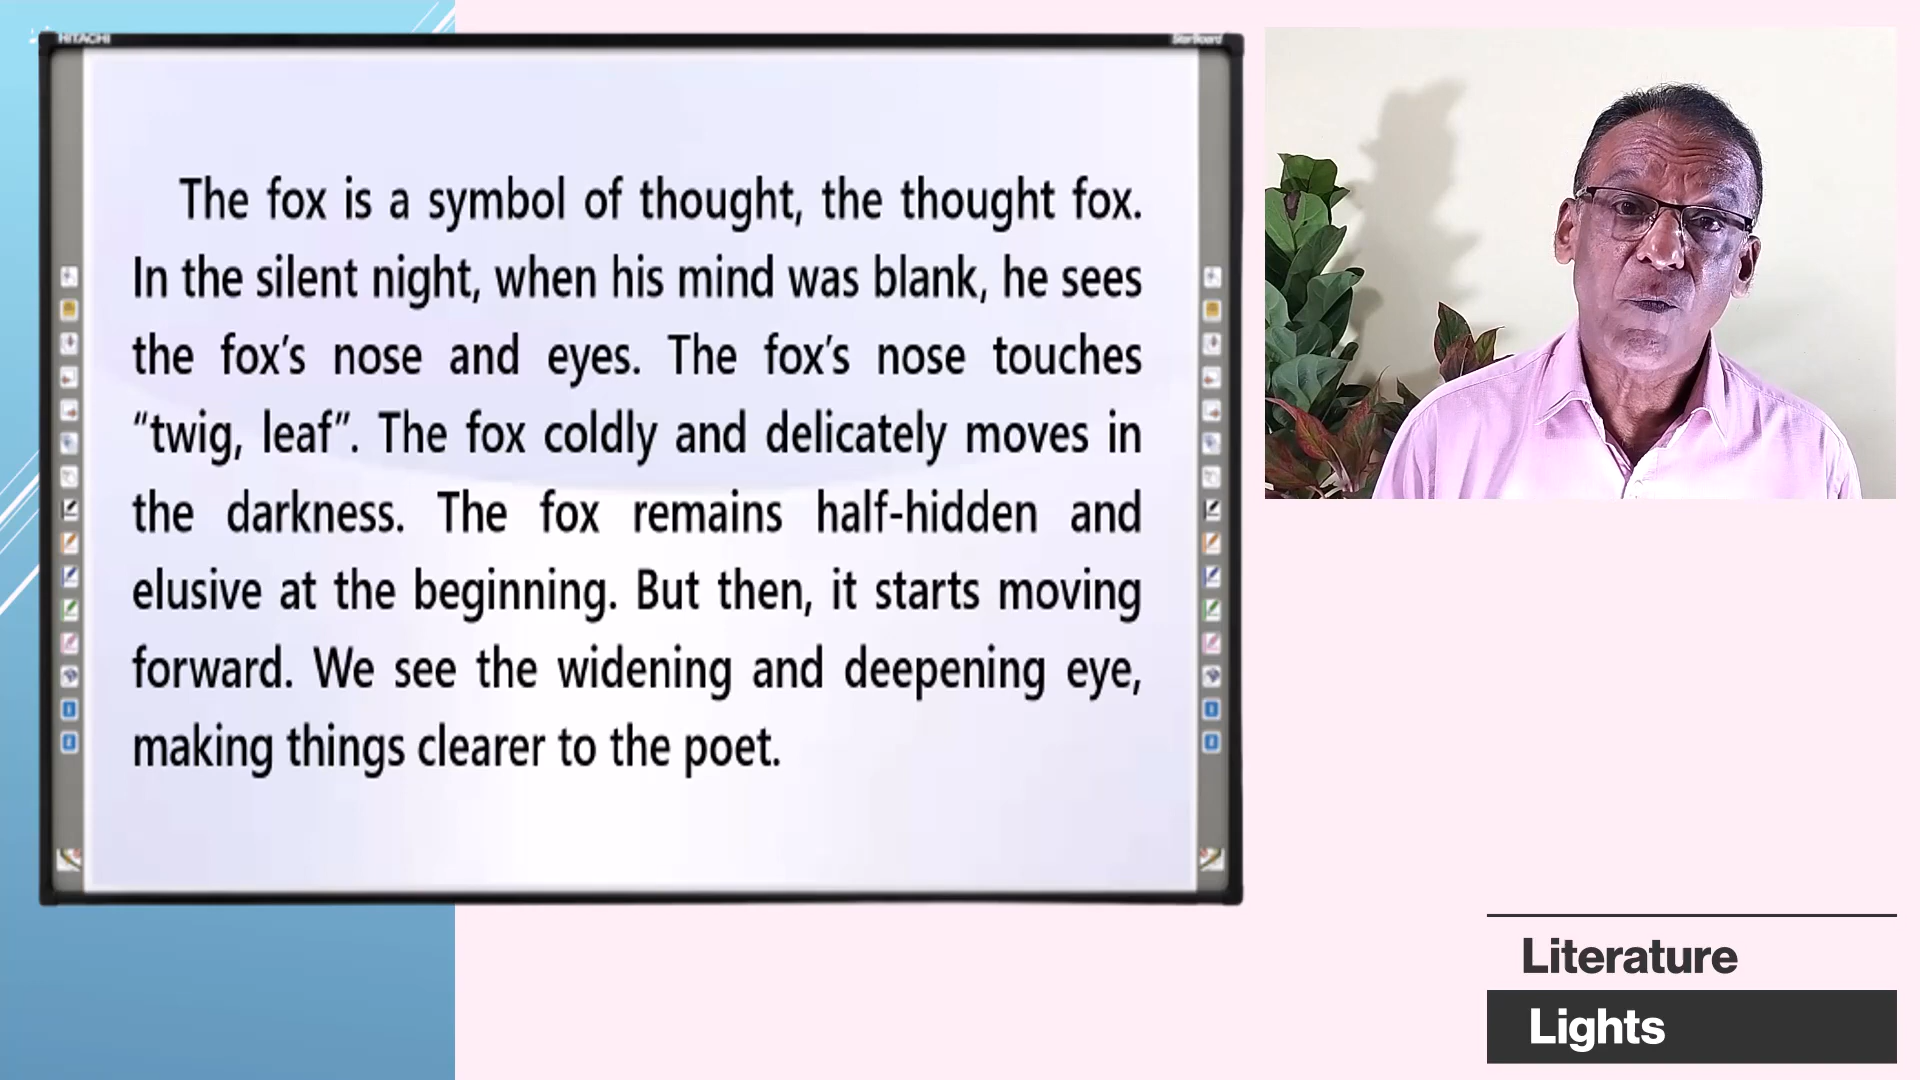 HITACHI
StarBoard
The fox is a symbol of thought, the thought fox.
In the silent night, when his mind was blank, he sees
the fox’s nose and eyes. The fox’s nose touches
“twig, leaf”. The fox coldly and delicately moves in
the darkness. The fox remains half-hidden and
elusive at the beginning. But then, it starts moving
forward. We see the widening and deepening eye,
making things clearer to the poet.
Literature
Lights